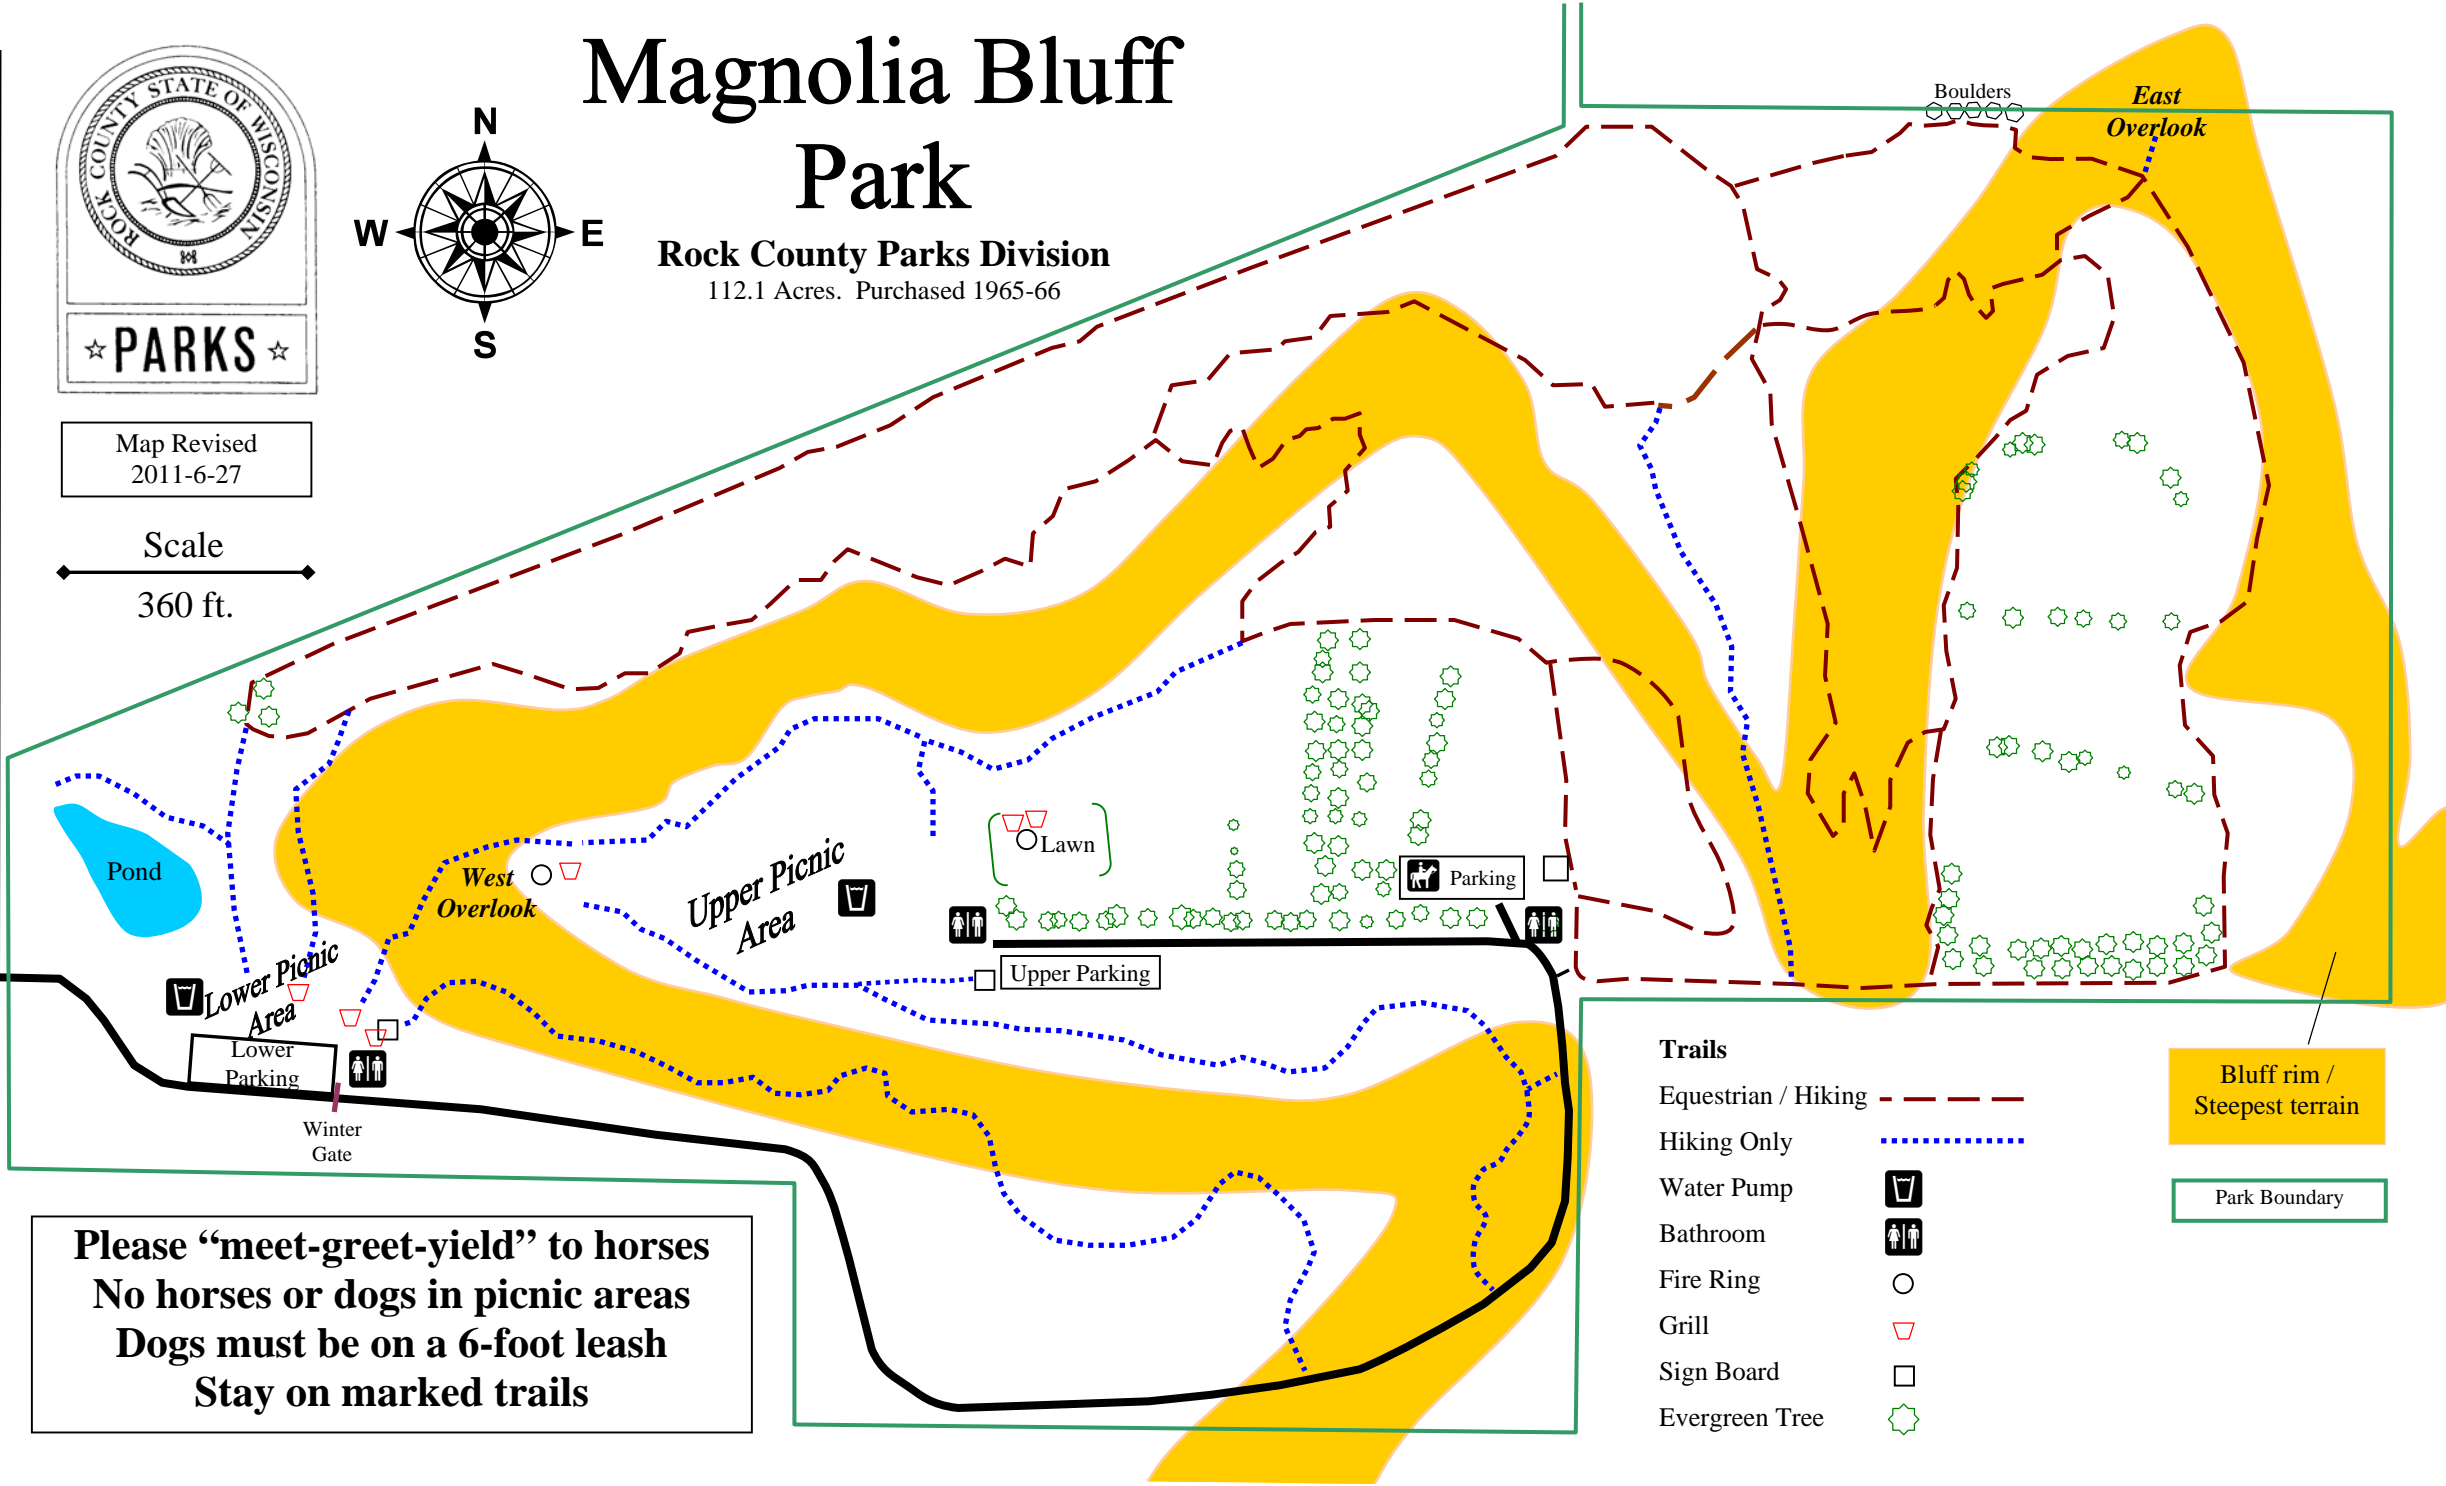 Magnolia Bluff
Park
Rock County Parks Division
112.1 Acres.  Purchased 1965-66
ROCK COUNTY STATE OF WISCONSIN
PARKS
N
W
E
S
Map Revised
2011-6-27
Scale
360 ft.
Boulders
East
Overlook
Pond
West
Overlook
Upper Picnic
Area
Lawn
Parking
Upper Parking
Lower Picnic
Area
Lower
Parking
Winter
Gate
Please “meet-greet-yield” to horses
No horses or dogs in picnic areas
Dogs must be on a 6-foot leash
Stay on marked trails
Trails
Equestrian / Hiking
Hiking Only
Water Pump
Bathroom
Fire Ring
Grill
Sign Board
Evergreen Tree
Bluff rim /
Steepest terrain
Park Boundary